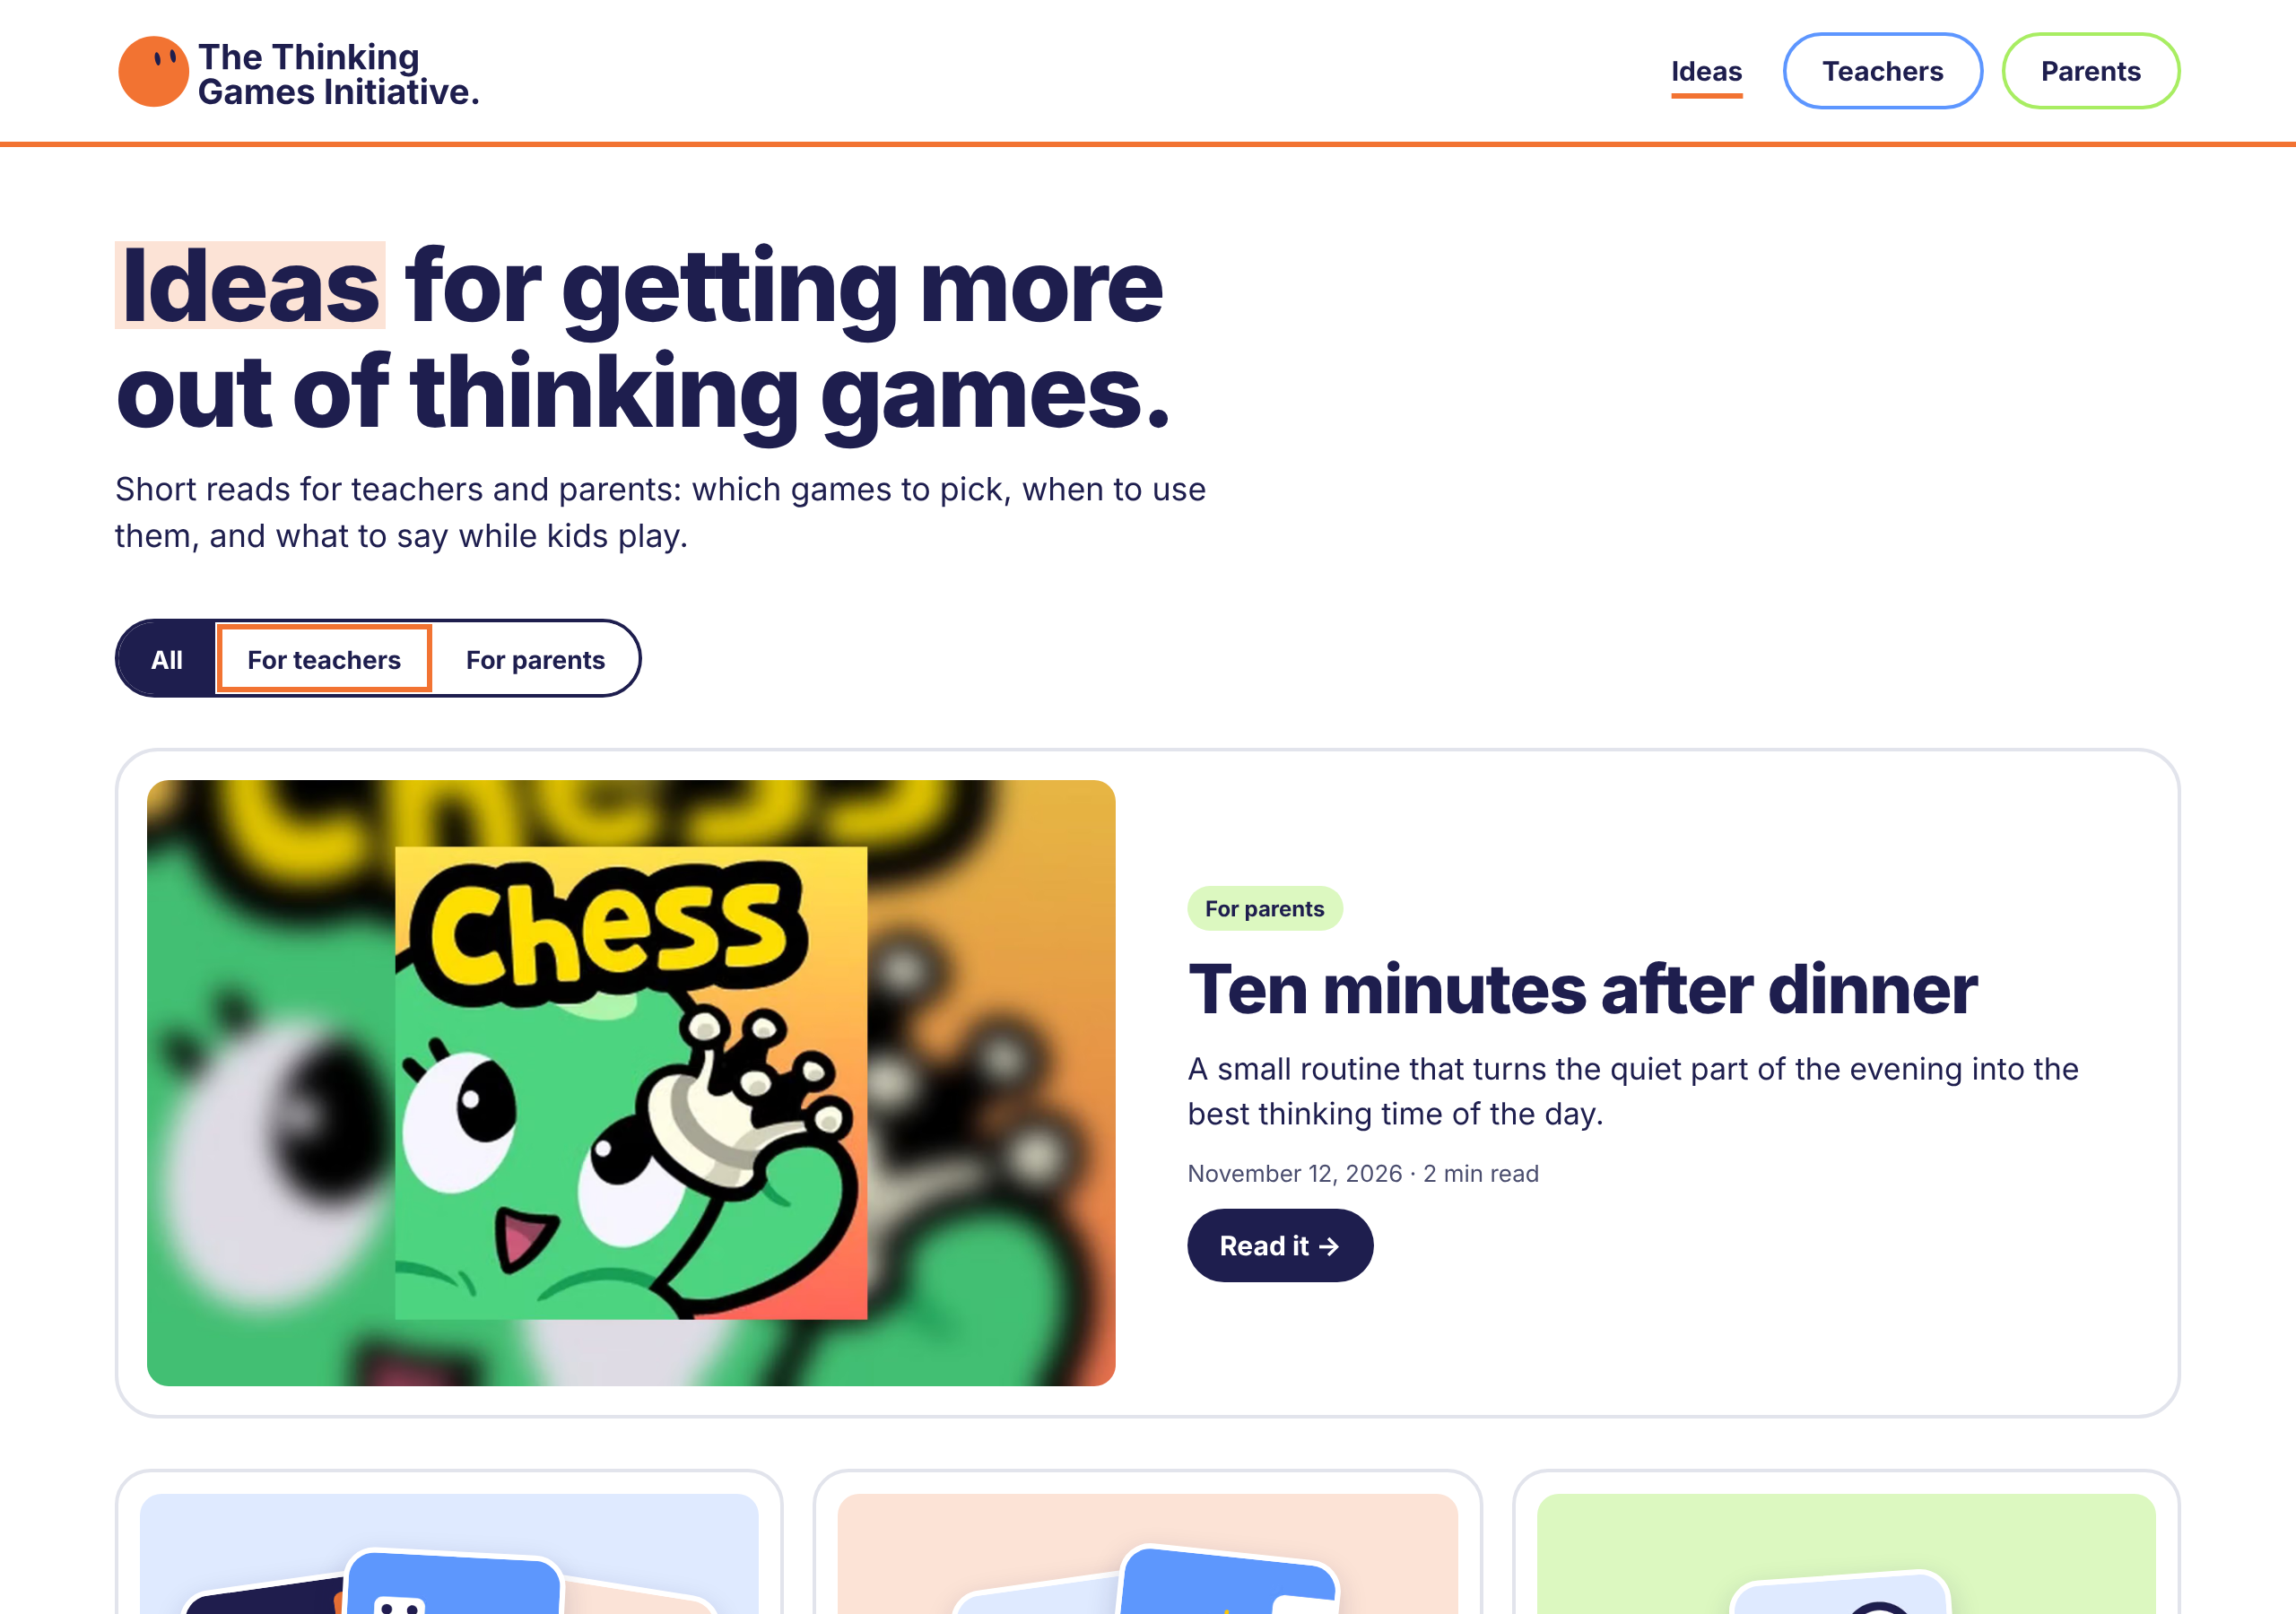 The Thinking
Games Initiative.
Ideas
Teachers
Parents
Ideas for getting more
out of thinking games.
Short reads for teachers and parents: which games to pick, when to use
them, and what to say while kids play.
All
For teachers
For parents
Chess
Chess
For parents
Ten minutes after dinner
A small routine that turns the quiet part of the evening into the
best thinking time of the day.
November 12, 2026 · 2 min read
Read it →